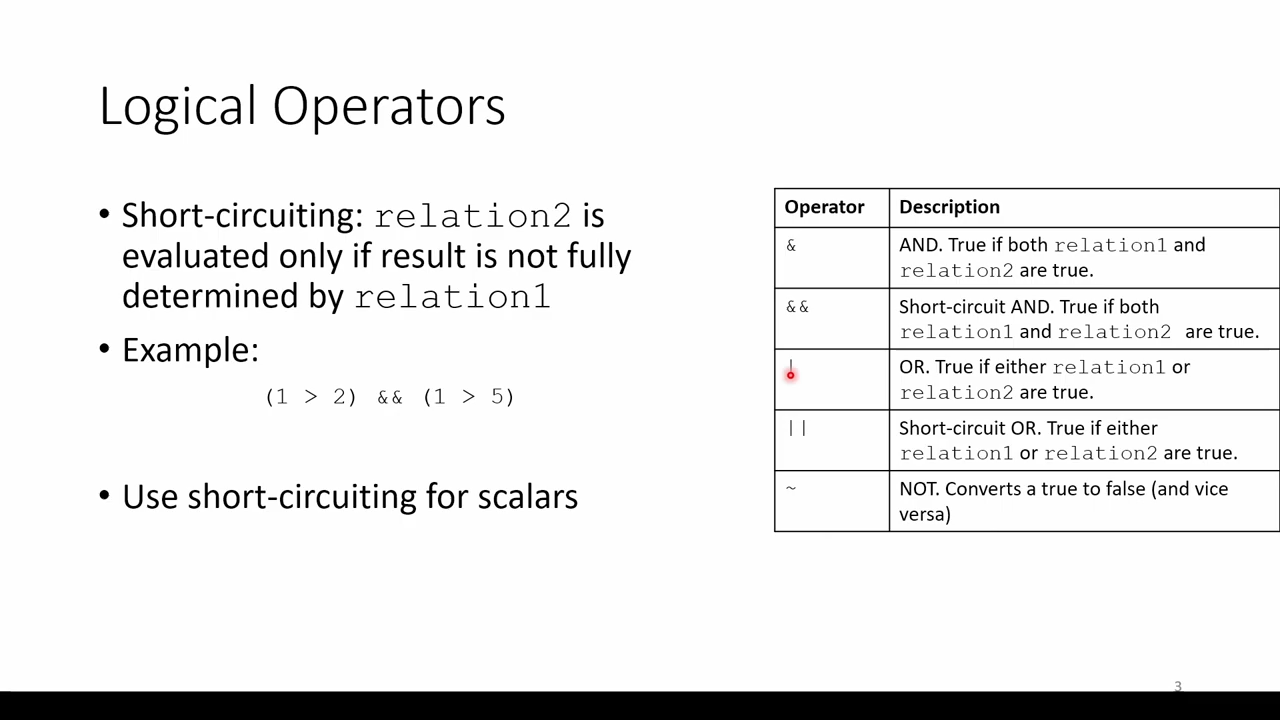 Logical Operators
• Short-circuiting: relation2 is
evaluated only if result is not fully
determined by relation1
• Example:
(1 > 2) && (1 > 5)
• Use short-circuiting for scalars
Operator Description
& AND. True if both relation1 and
relation2 are true.
&& Short-circuit AND. True if both
relation1 and relation2 are true.
| OR. True if either relation1 or
relation2 are true.
|| Short-circuit OR. True if either
relation1 or relation2 are true.
~ NOT. Converts a true to false (and vice
versa)
3